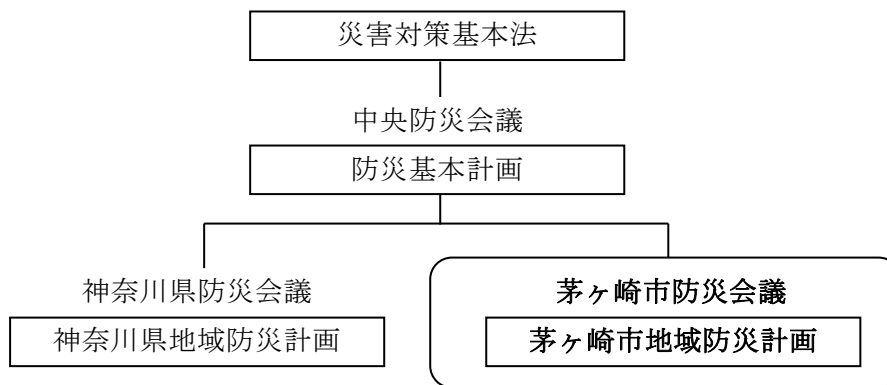 災害対策基本法
中央防災会議
防災基本計画
神奈川県防災会議
神奈川県地域防災計画
茅ヶ崎市防災会議
茅ヶ崎市地域防災計画